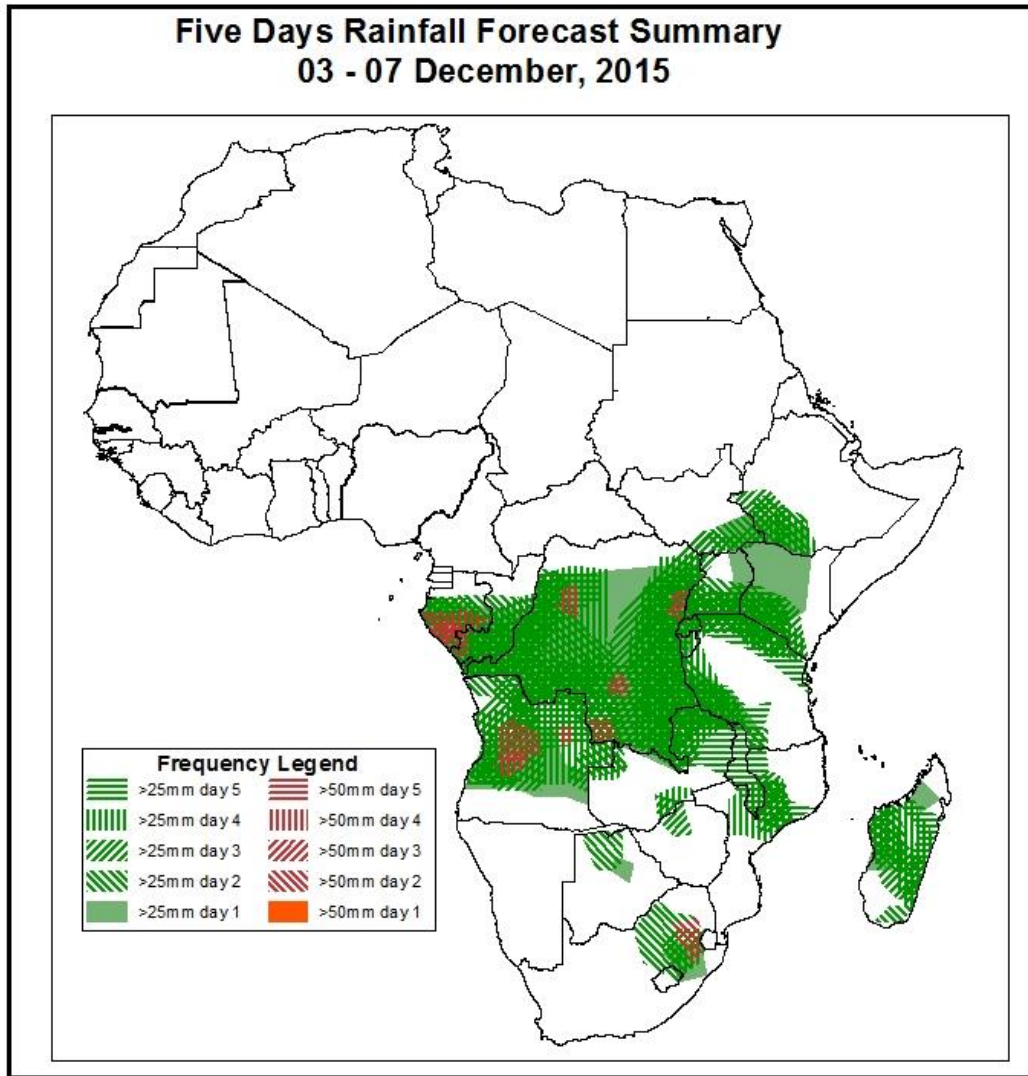 Five Days Rainfall Forecast Summary
03 - 07 December, 2015
Frequency Legend
>25mm day 5
>50mm day 5
>25mm day 4
>50mm day 4
>25mm day 3
>50mm day 3
>25mm day 2
>50mm day 2
>25mm day 1
>50mm day 1